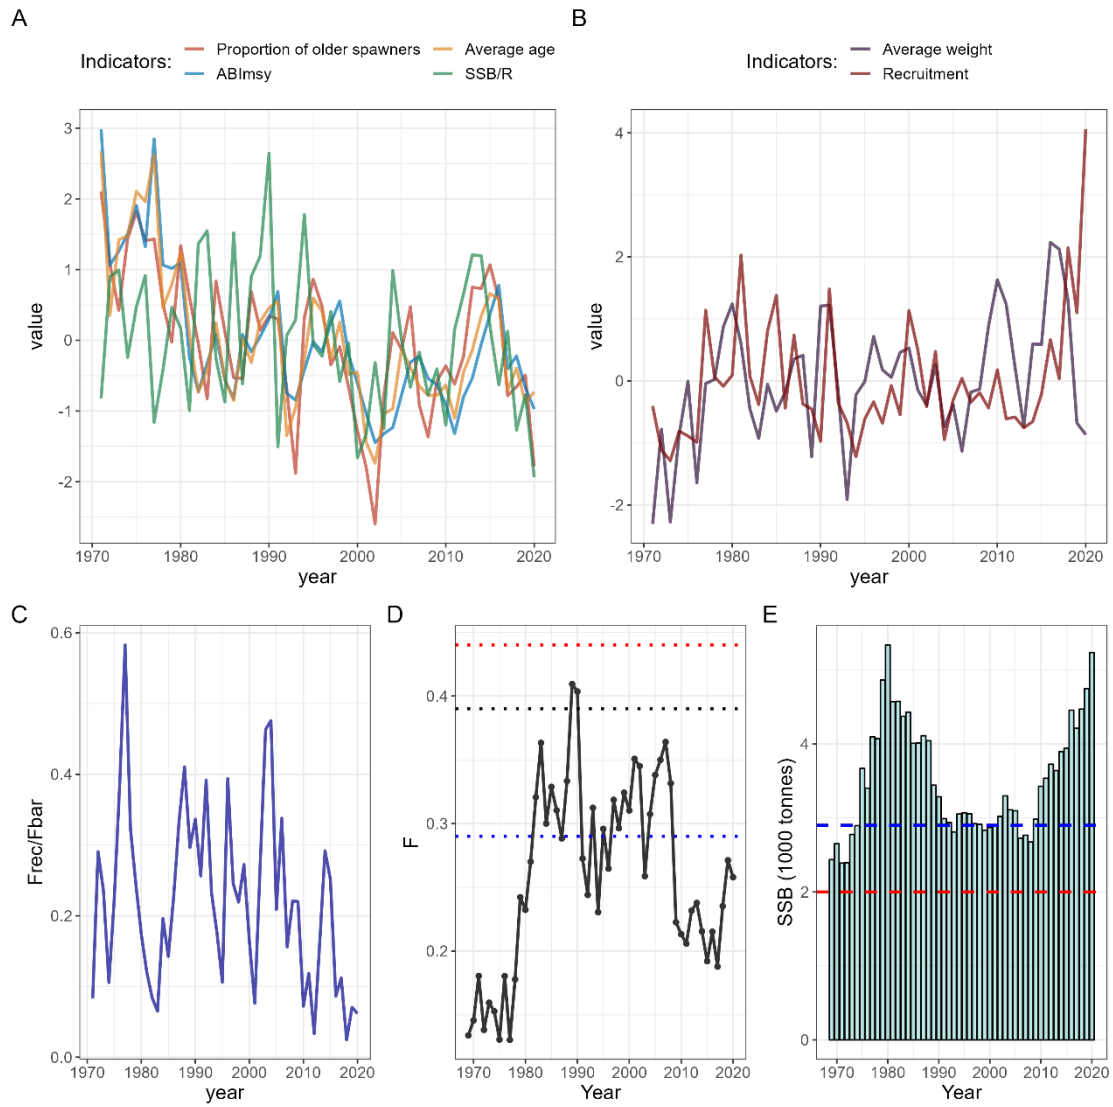 A
Indicators: Proportion of older spawners Average age
ABImsy SSB/R
value
3
2
1
0
-1
-2
1970 1980 1990 2000 2010 2020
year
B
Indicators: Average weight
Recruitment
value
4
2
0
-2
1970 1980 1990 2000 2010 2020
year
C
Frec/Fbar
0.6
0.4
0.2
0.0
1970 1980 1990 2000 2010 2020
year
D
F
0.4
0.3
0.2
1970 1980 1990 2000 2010 2020
Year
E
SSB (1000 tonnes)
4
2
0
1970 1980 1990 2000 2010 2020
Year